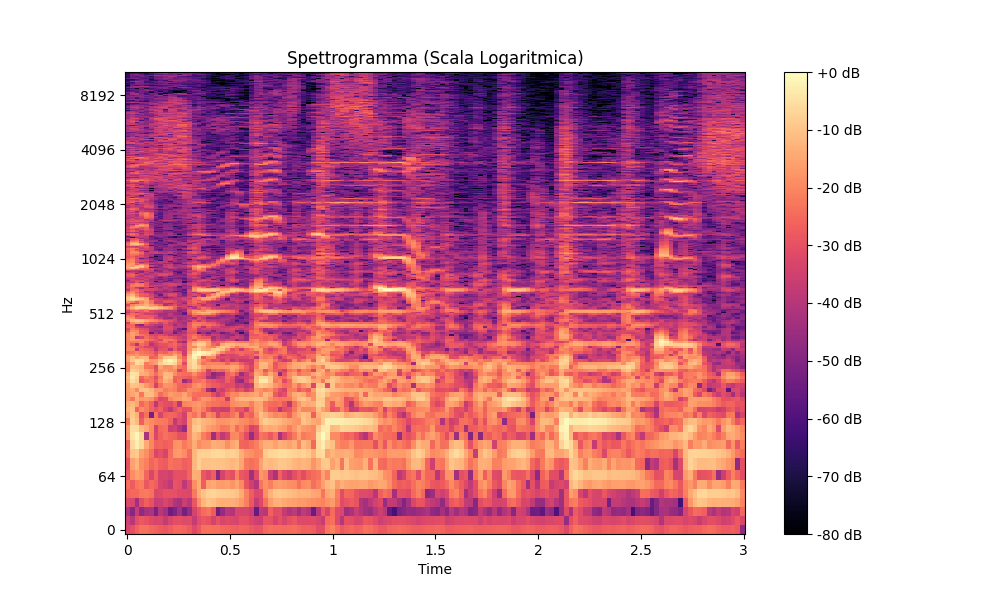 Spettrogramma (Scala Logaritmica)
Hz
8192
4096
2048
1024
512
256
128
64
0
0
0.5
1
1.5
2
2.5
3
Time
+0 dB
-10 dB
-20 dB
-30 dB
-40 dB
-50 dB
-60 dB
-70 dB
-80 dB